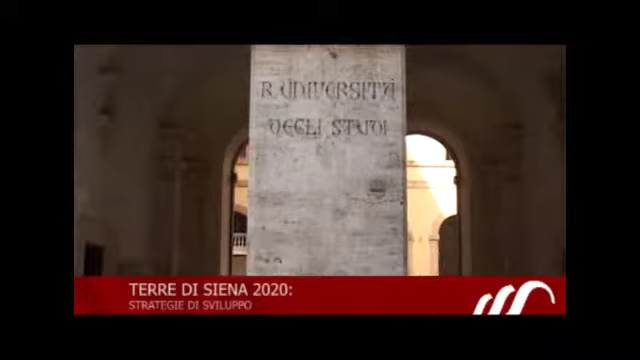 R. UNIVERSITÀ
DEGLI STUDI
TERRE DI SIENA 2020:
STRATEGIE DI SVILUPPO